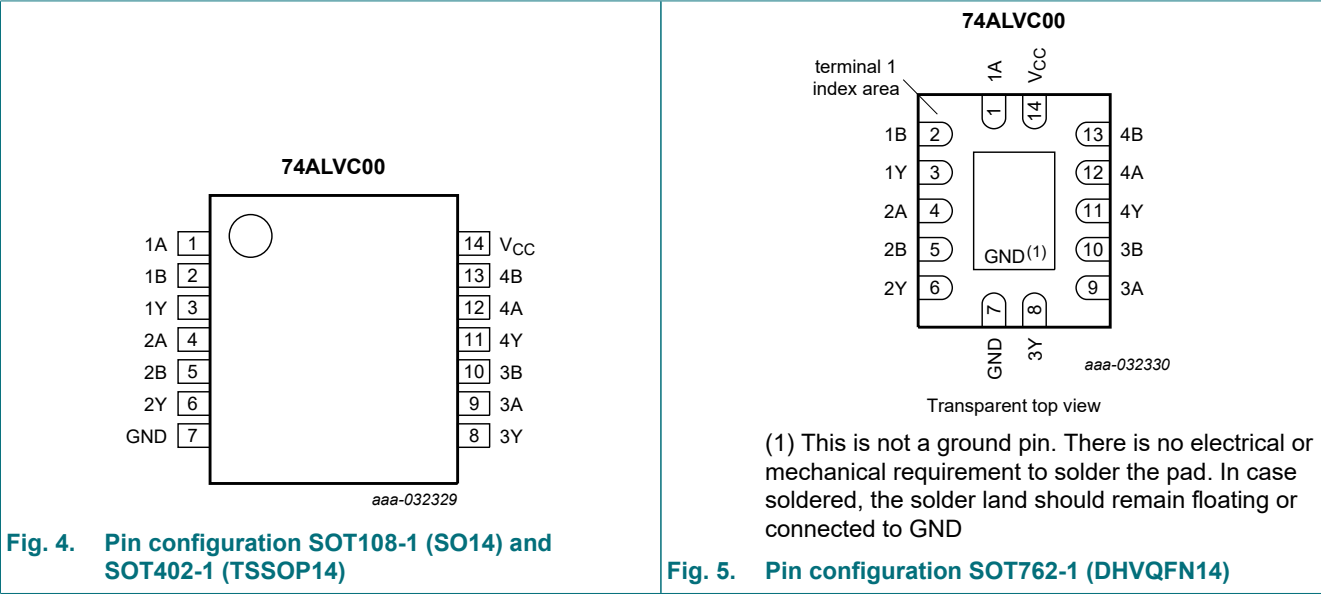 74ALVC00
1A 1
1B 2
1Y 3
2A 4
2B 5
2Y 6
GND 7
14 VCC
13 4B
12 4A
11 4Y
10 3B
9 3A
8 3Y
aaa-032329
Fig. 4. Pin configuration SOT108-1 (SO14) and
SOT402-1 (TSSOP14)
74ALVC00
terminal 1
index area
1A
VCC
1
14
1B 2
1Y 3
2A 4
2B 5
2Y 6
13 4B
12 4A
11 4Y
10 3B
9 3A
GND(1)
7
8
GND
3Y
aaa-032330
Transparent top view
(1) This is not a ground pin. There is no electrical or
mechanical requirement to solder the pad. In case
soldered, the solder land should remain floating or
connected to GND
Fig. 5. Pin configuration SOT762-1 (DHVQFN14)